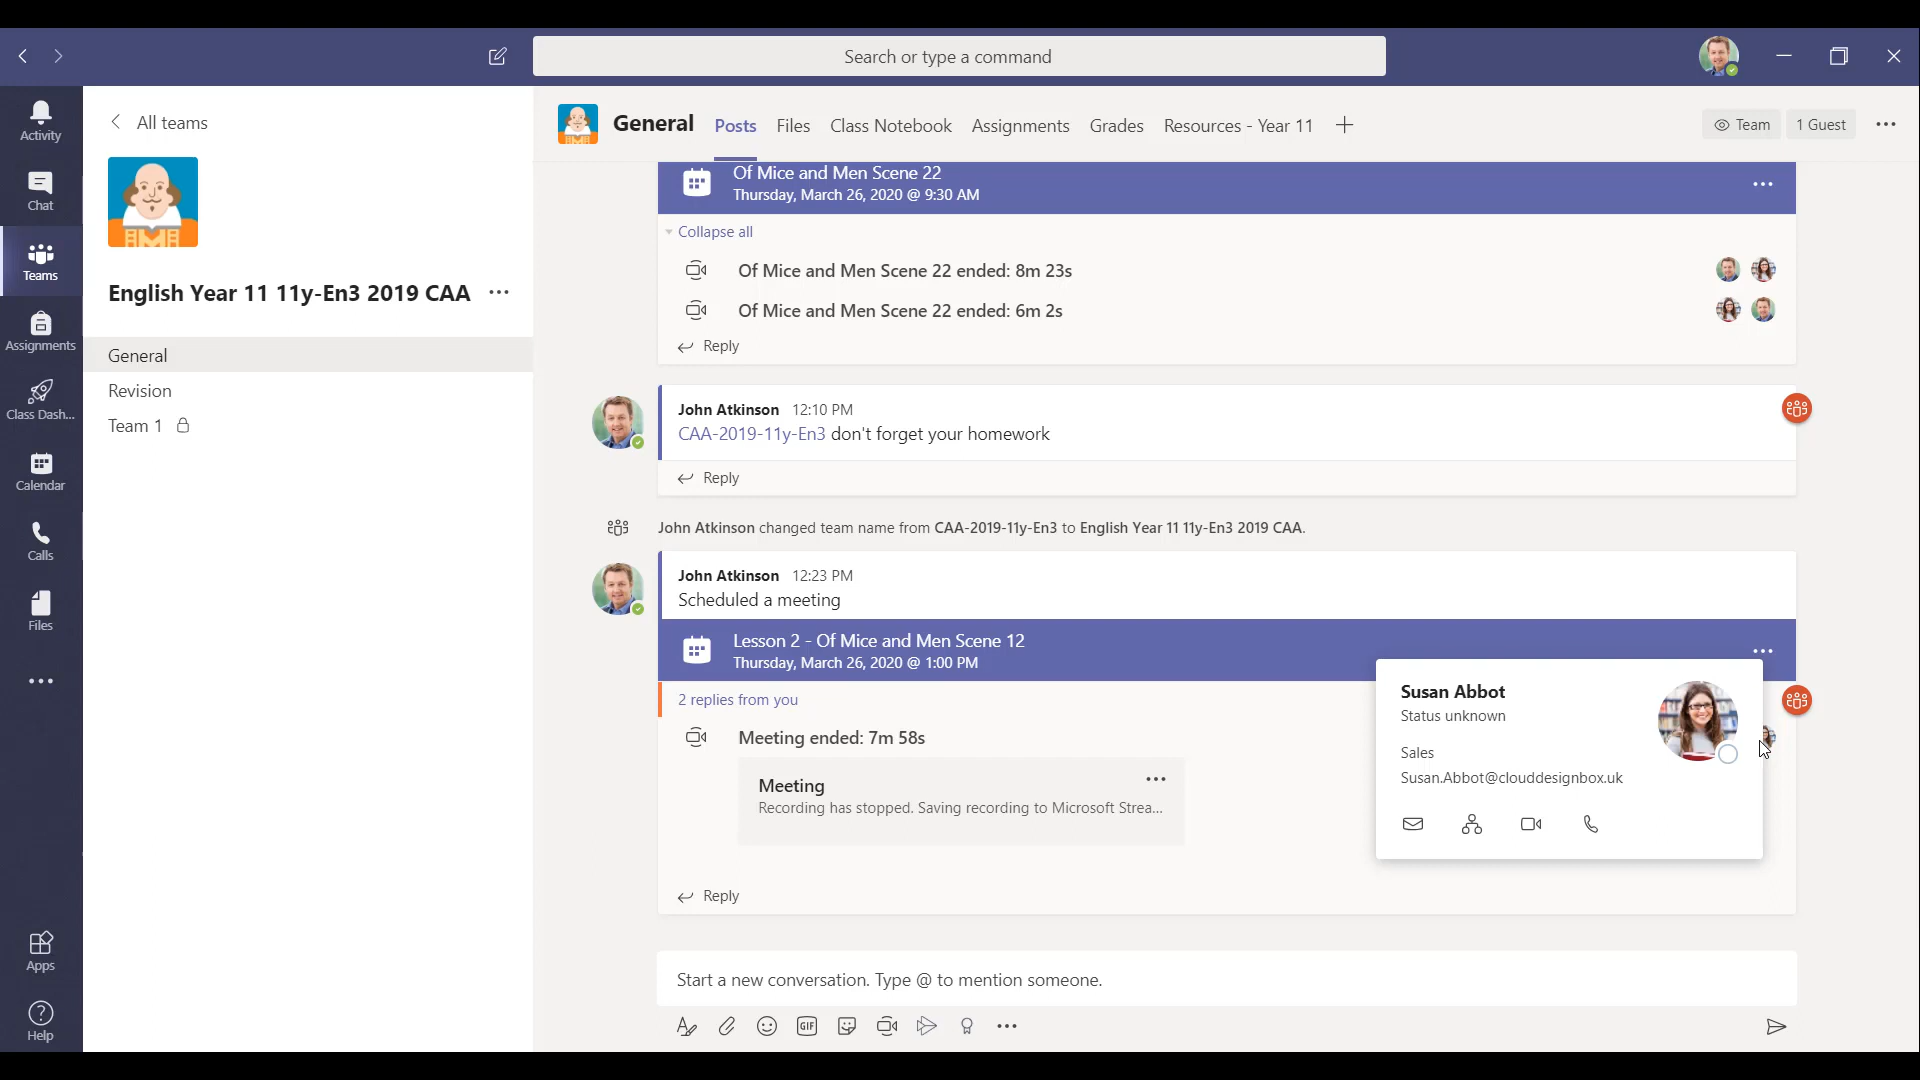 Search or type a command
Activity
Chat
Teams
Assignments
Class Dash...
Calendar
Calls
Files
Apps
Help
All teams
English Year 11 11y-En3 2019 CAA
General
Revision
Team 1
General
Posts
Files
Class Notebook
Assignments
Grades
Resources - Year 11
Team
1 Guest
Of Mice and Men Scene 22
Thursday, March 26, 2020 @ 9:30 AM
Collapse all
Of Mice and Men Scene 22 ended: 8m 23s
Of Mice and Men Scene 22 ended: 6m 2s
Reply
John Atkinson 12:10 PM
CAA-2019-11y-En3 don't forget your homework
Reply
John Atkinson changed team name from CAA-2019-11y-En3 to English Year 11 11y-En3 2019 CAA.
John Atkinson 12:23 PM
Scheduled a meeting
Lesson 2 - Of Mice and Men Scene 12
Thursday, March 26, 2020 @ 1:00 PM
2 replies from you
Meeting ended: 7m 58s
Meeting
Recording has stopped. Saving recording to Microsoft Strea...
Reply
Susan Abbot
Status unknown
Sales
Susan.Abbot@clouddesignbox.uk
Start a new conversation. Type @ to mention someone.
GIF